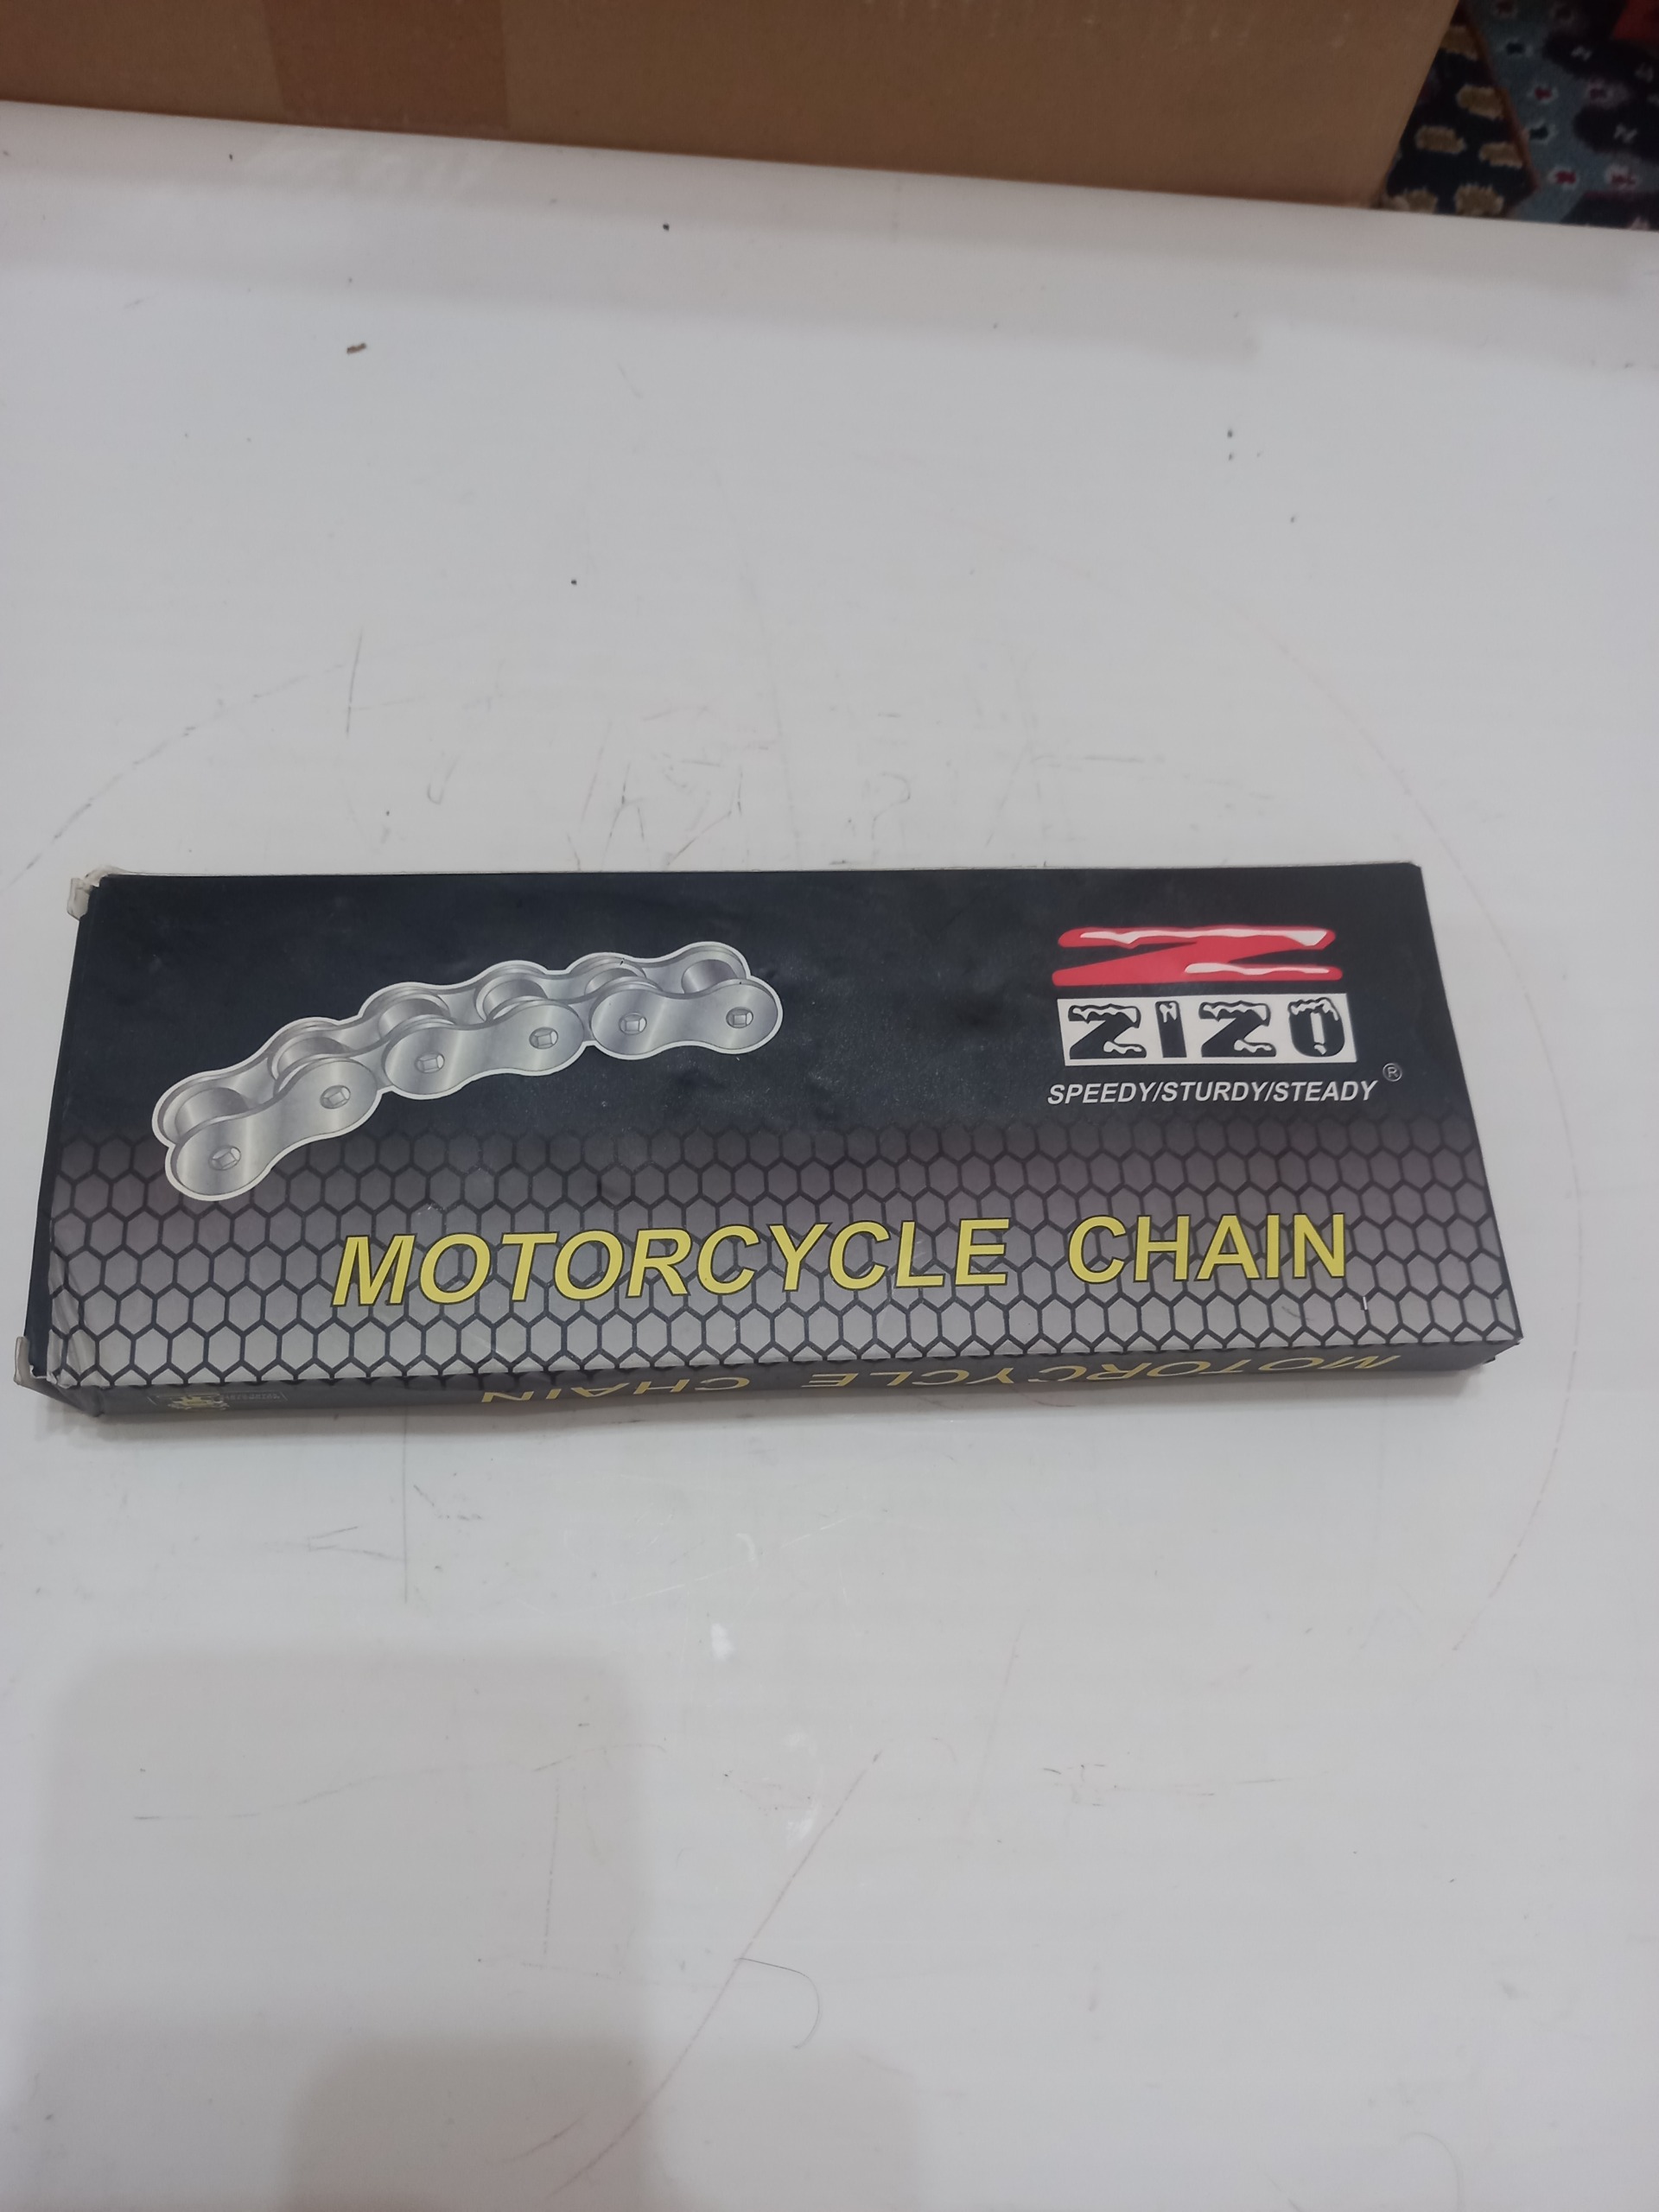 Z
ZIZO
®
SPEEDY/STURDY/STEADY
MOTORCYCLE CHAIN
MOTORCYCLE CHAIN